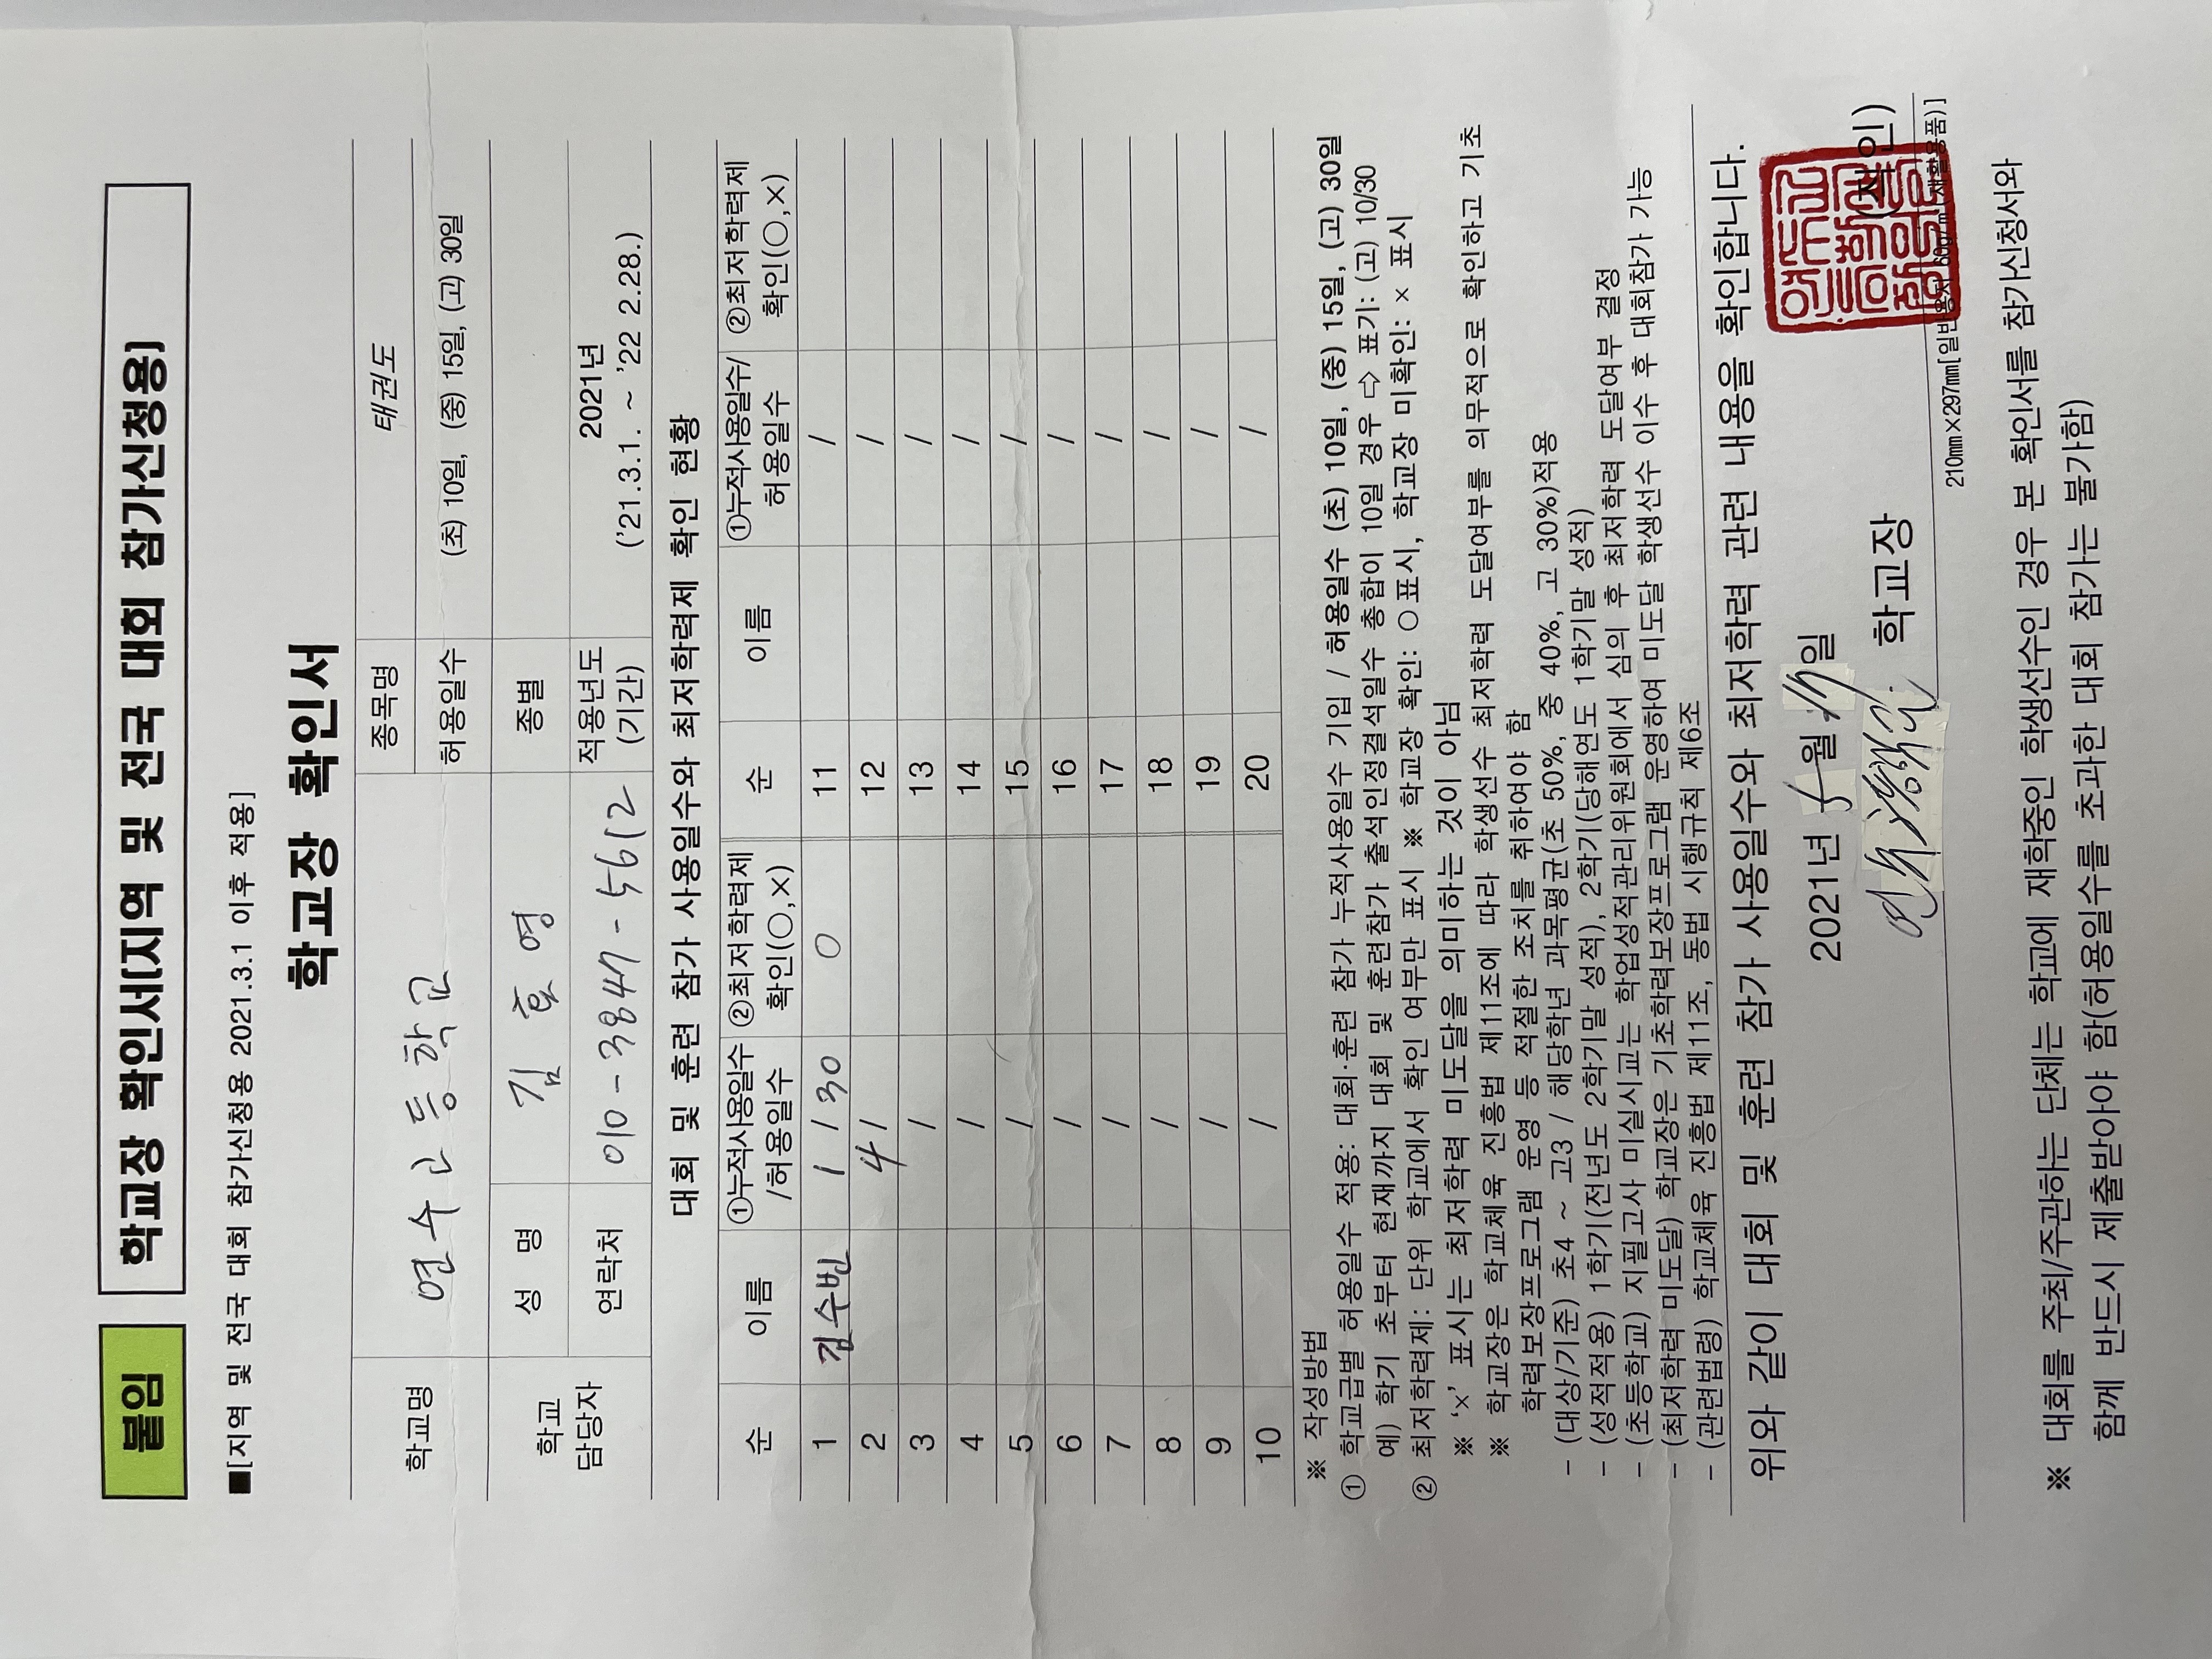 붙임 학교장 확인서(지역 및 전국 대회 참가신청용)
■[지역 및 전국 대회 참가신청용 2021.3.1 이후 적용]
학교장 확인서
학교명 연수고등학교 종목명 태권도
허용일수 (초) 10일, (중) 15일, (고) 30일
학교 담당자 성 명 김 효 영 종별
연락처 010-3847-5612 적용년도 (기간) 2021년 ('21.3.1. ~ '22 2.28.)
대회 및 훈련 참가 사용일수와 최저학력제 확인 현황
순 이름 ①누적사용일수/허용일수 ②최저학력제 확인(○,×) 순 이름 ①누적사용일수/허용일수 ②최저학력제 확인(○,×)
1 김수빈 1 / 30 ○ 11 /
2 4 / 12 /
3 / 13 /
4 / 14 /
5 / 15 /
6 / 16 /
7 / 17 /
8 / 18 /
9 / 19 /
10 / 20 /
※ 작성방법
① 학교급별 허용일수 적용: 대회·훈련 참가 누적사용일수 기입 / 허용일수 (초) 10일, (중) 15일, (고) 30일
예) 학기 초부터 현재까지 대회 및 훈련참가 출석인정결석일수 총합이 10일 경우 ⇨ 표기: (고) 10/30
② 최저학력제: 단위 학교에서 확인 여부만 표시 ※ 학교장 확인: ○표시, 학교장 미확인: × 표시
※ '×' 표시는 최저학력 미도달을 의미하는 것이 아님
※ 학교장은 학교체육 진흥법 제11조에 따라 학생선수 최저학력 도달여부를 의무적으로 확인하고 기초
학력보장프로그램 운영 등 적절한 조치를 취하여야 함
- (대상/기준) 초4 ~ 고3 / 해당학년 과목평균(초 50%, 중 40%, 고 30%)적용
- (성적적용) 1학기(전년도 2학기말 성적), 2학기(당해연도 1학기말 성적)
- (초등학교) 지필고사 미실시교는 학업성적관리위원회에서 심의 후 최저학력 도달여부 결정
- (최저학력 미도달) 학교장은 기초학력보장프로그램 운영하여 미도달 학생선수 이수 후 대회참가 가능
- (관련법령) 학교체육 진흥법 제11조, 동법 시행규칙 제6조
위와 같이 대회 및 훈련 참가 사용일수와 최저학력 관련 내용을 확인합니다.
2021년 5월 일
학교장 (직인)
210㎜×297㎜[일반용지 60g/㎡(재활용품)]
※ 대회를 주최/주관하는 단체는 학교에 재학중인 학생선수인 경우 본 확인서를 참가신청서와
함께 반드시 제출받아야 함(허용일수를 초과한 대회 참가는 불가함)